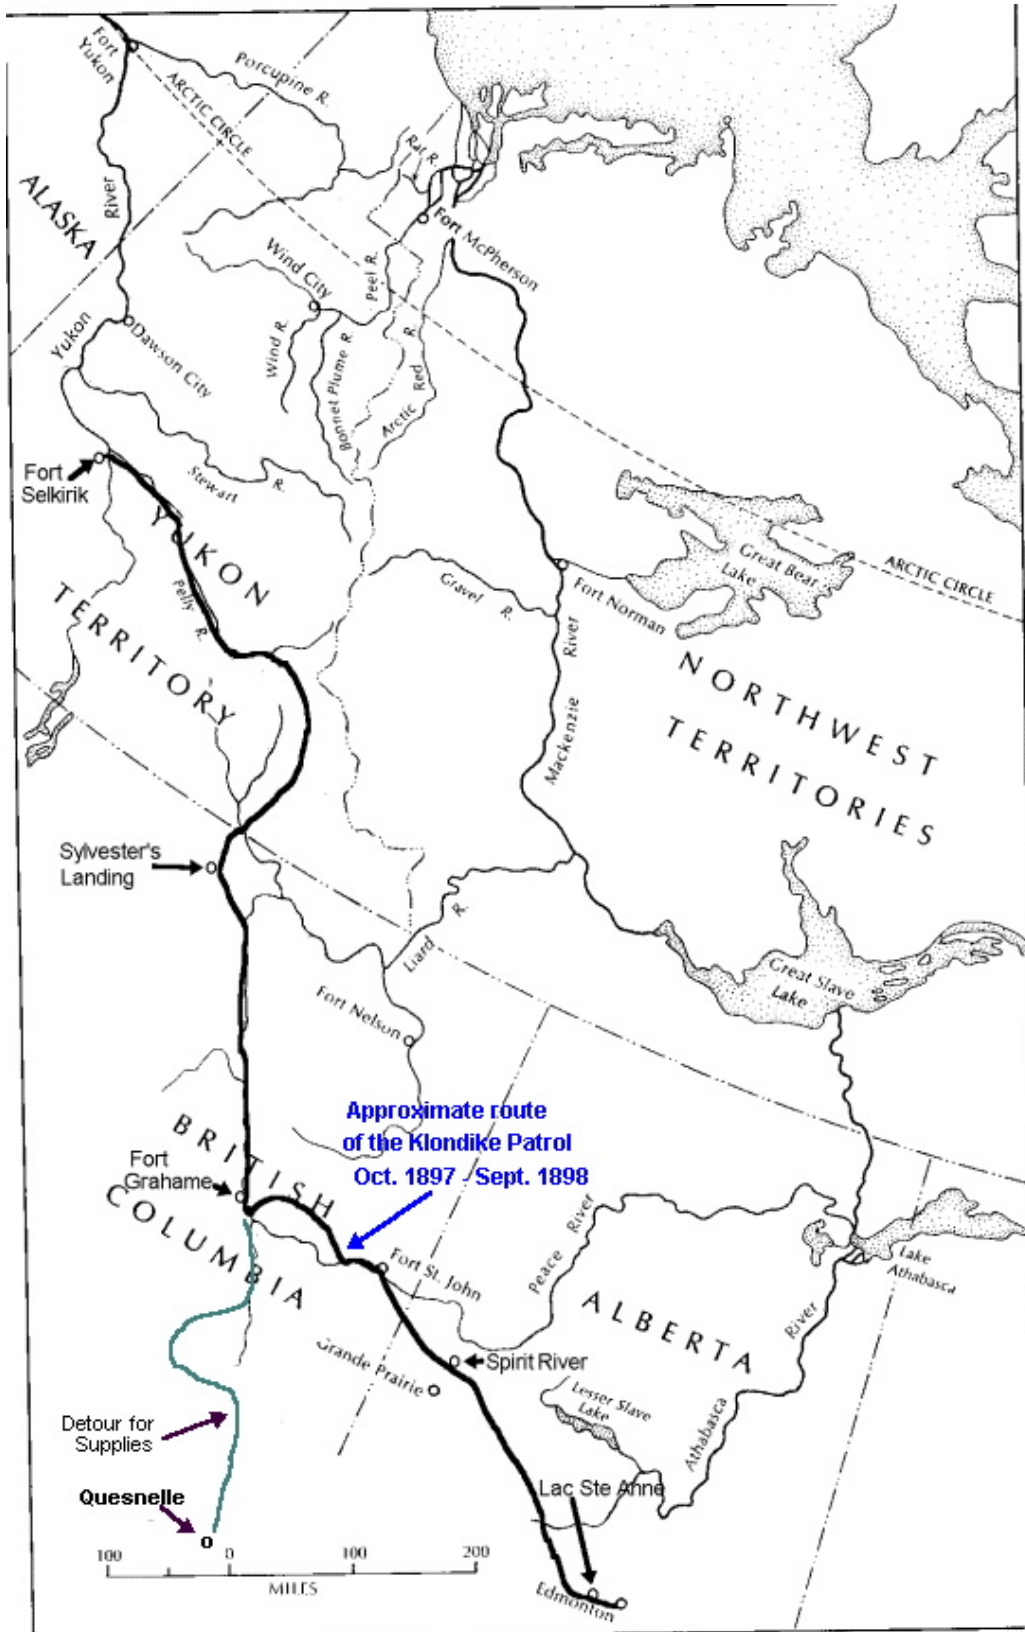 Fort
Yukon
Porcupine R.
ARCTIC CIRCLE
Rat R.
ALASKA
River
Fort McPherson
Wind City
Peel R.
Yukon
Dawson City
Wind R.
Bonnet Plume R.
Arctic Red R.
Fort
Selkirik
Stewart R.
YUKON
TERRITORY
Pelly R.
Gravel R.
Great Bear
Lake
ARCTIC CIRCLE
Fort Norman
Mackenzie River
NORTHWEST
TERRITORIES
Sylvester's
Landing
Liard R.
Great Slave
Lake
Fort Nelson
Approximate route
of the Klondike Patrol
Oct. 1897 - Sept. 1898
BRITISH
COLUMBIA
Fort
Grahame
Peace River
Fort St. John
Lake
Athabasca
ALBERTA
Spirit River
Grande Prairie
Lesser Slave
Lake
Athabasca River
Detour for
Supplies
Quesnelle
Lac Ste Anne
100 0 100 200
MILES
Edmonton